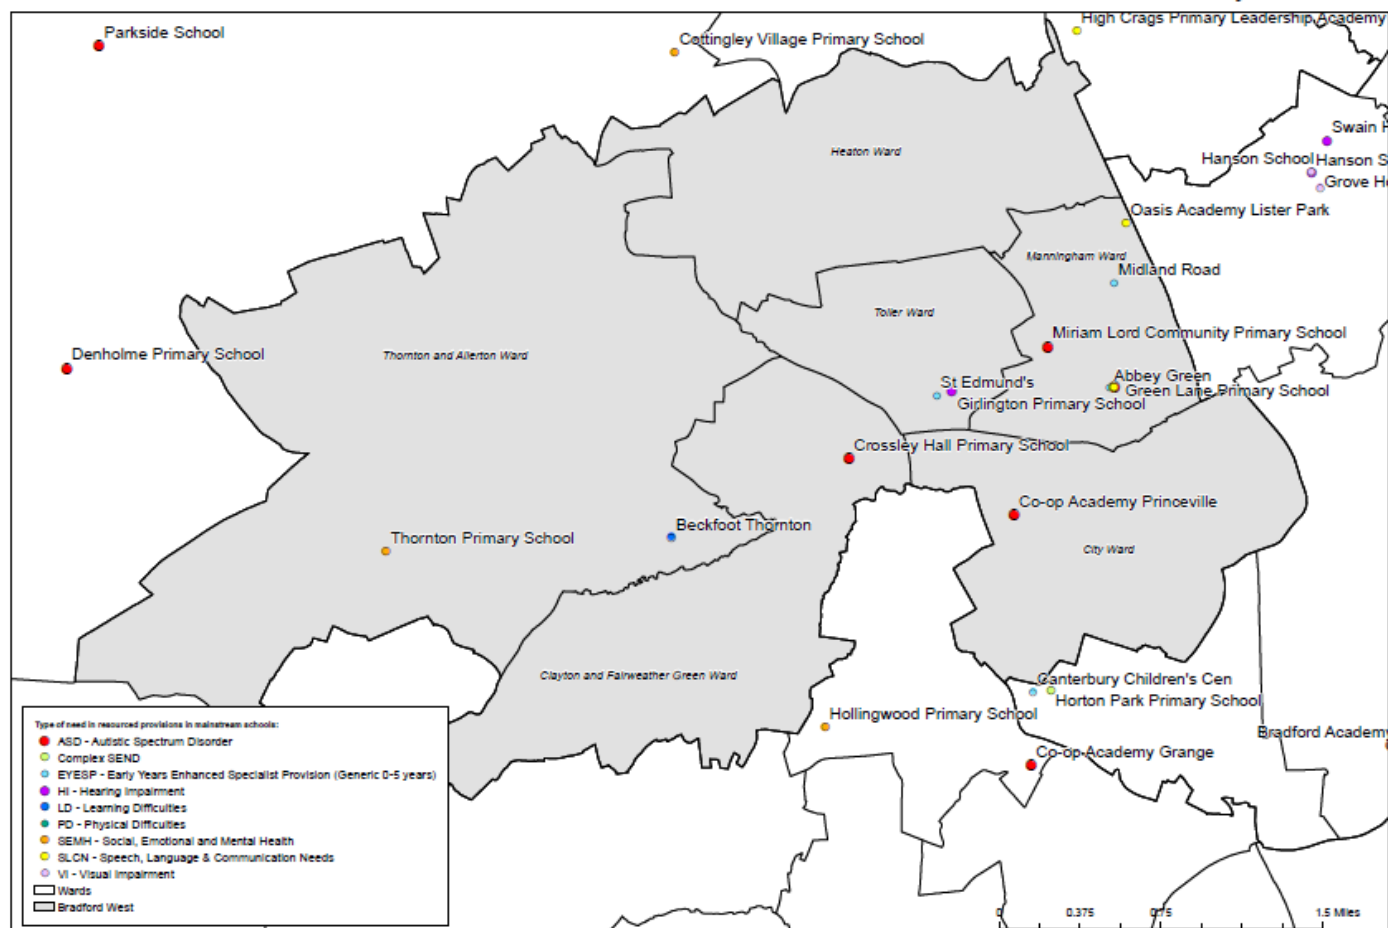 High Crags Primary Leadership Academy
Parkside School
Cottingley Village Primary School
Swain
Heaton Ward
Hanson School
Hanson S
Grove
Oasis Academy Lister Park
Manningham Ward
Midland Road
Toller Ward
Miriam Lord Community Primary School
Denholme Primary School
Thornton and Allerton Ward
Abbey Green
St Edmund's
Green Lane Primary School
Girlington Primary School
Crossley Hall Primary School
Co-op Academy Princeville
Beckfoot Thornton
Thornton Primary School
City Ward
Clayton and Fairweather Green Ward
Canterbury Children's Cen
Horton Park Primary School
Hollingwood Primary School
Bradford Academy
Co-op Academy Grange
Type of need in resourced provisions in mainstream schools:
ASD - Autistic Spectrum Disorder
Complex SEND
EYESP - Early Years Enhanced Specialist Provision (Generic 0-5 years)
HI - Hearing Impairment
LD - Learning Difficulties
PD - Physical Difficulties
SEMH - Social, Emotional and Mental Health
SLCN - Speech, Language & Communication Needs
VI - Visual Impairment
Wards
Bradford West
0 0.375 0.75 1.5 Miles